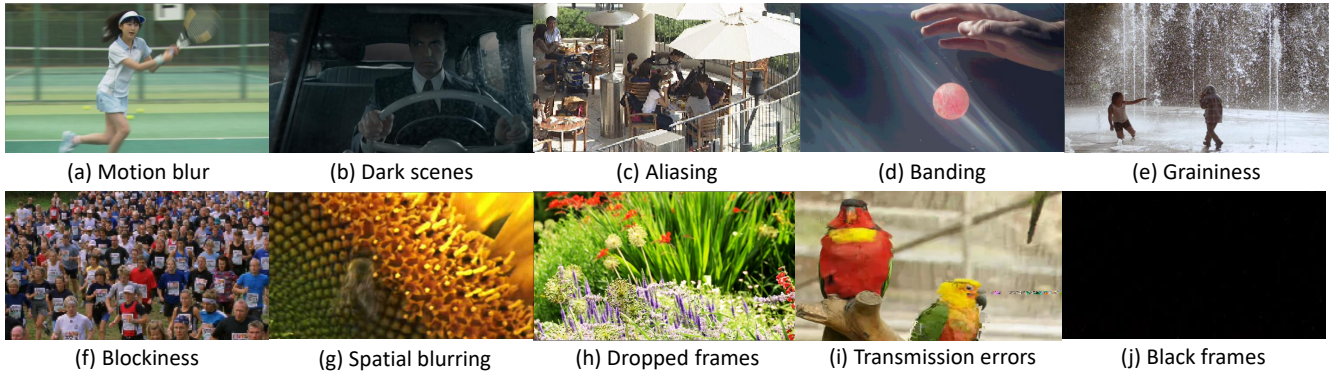 (a) Motion blur
(b) Dark scenes
(c) Aliasing
(d) Banding
(e) Graininess
(f) Blockiness
(g) Spatial blurring
(h) Dropped frames
(i) Transmission errors
(j) Black frames